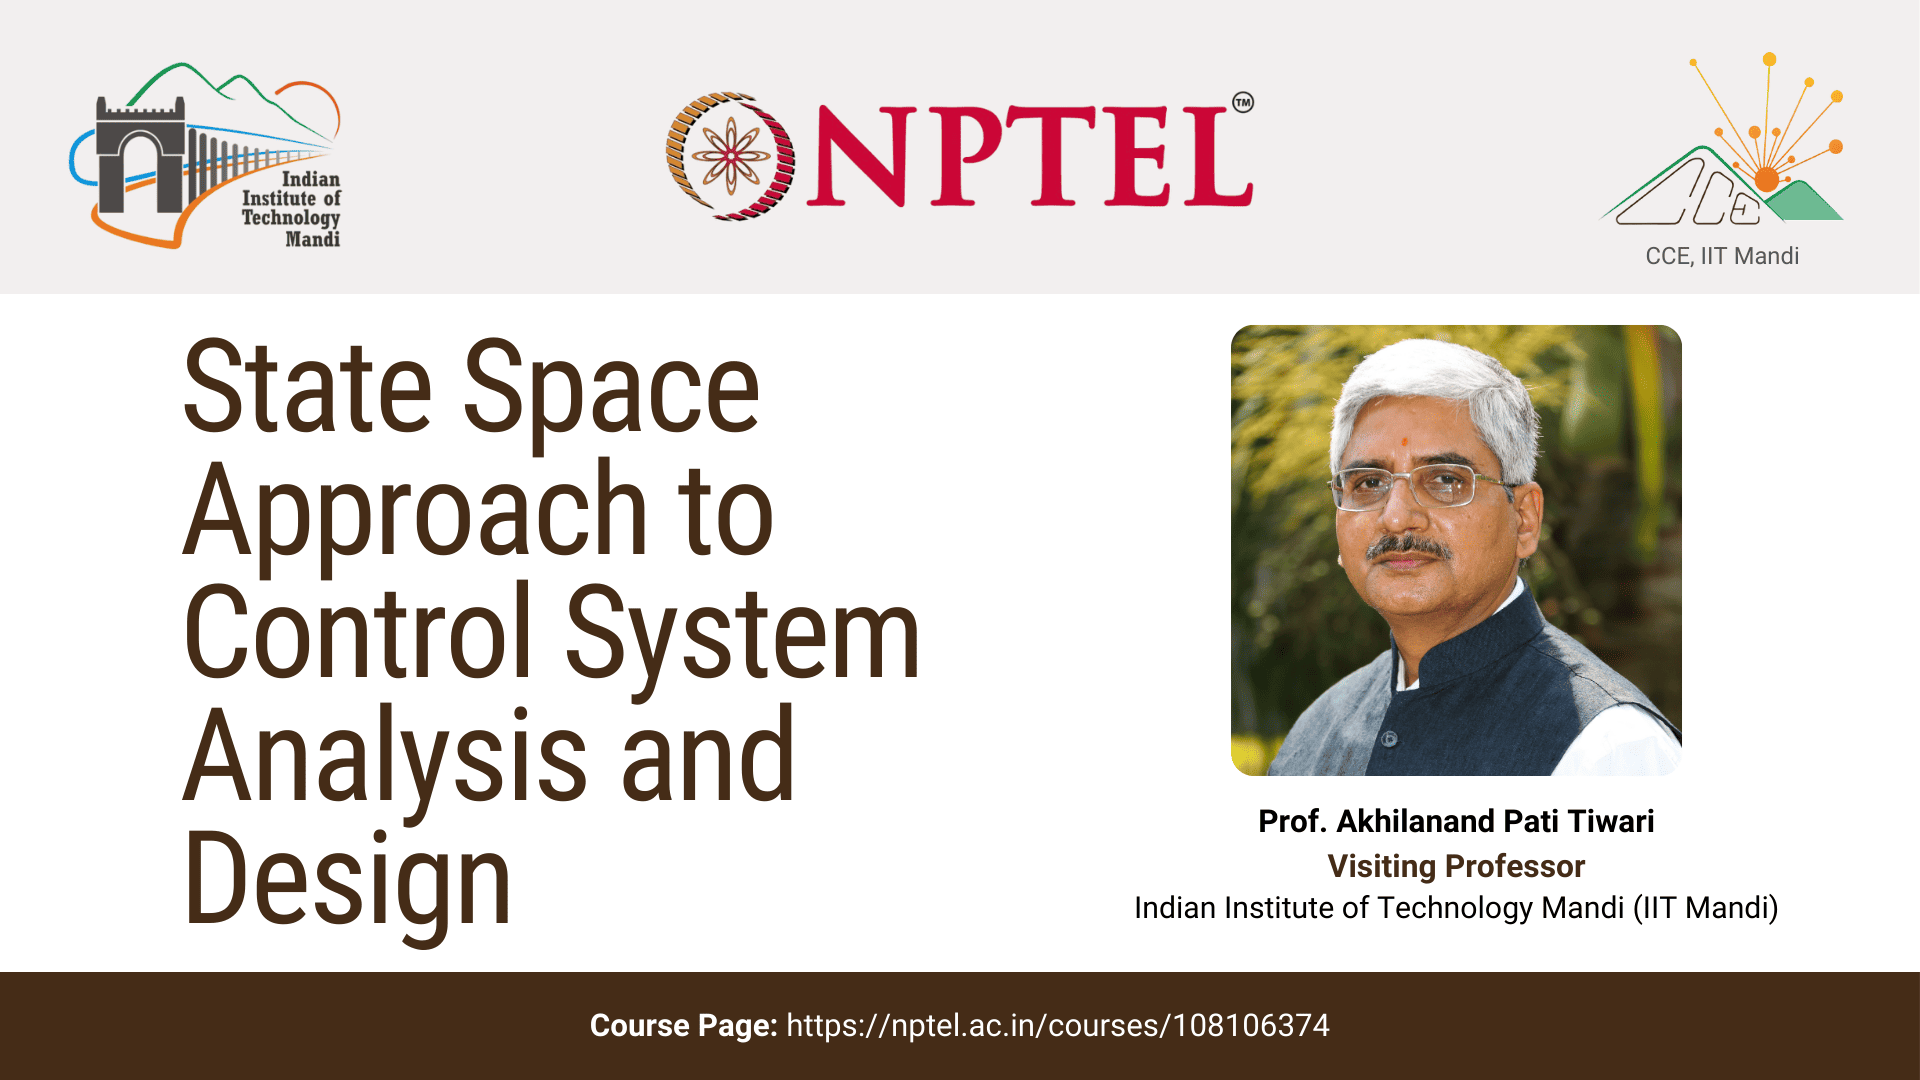 Indian
Institute of
Technology
Mandi
NPTEL
TM
CCE
CCE, IIT Mandi
State Space
Approach to
Control System
Analysis and
Design
Prof. Akhilanand Pati Tiwari
Visiting Professor
Indian Institute of Technology Mandi (IIT Mandi)
Course Page: https://nptel.ac.in/courses/108106374